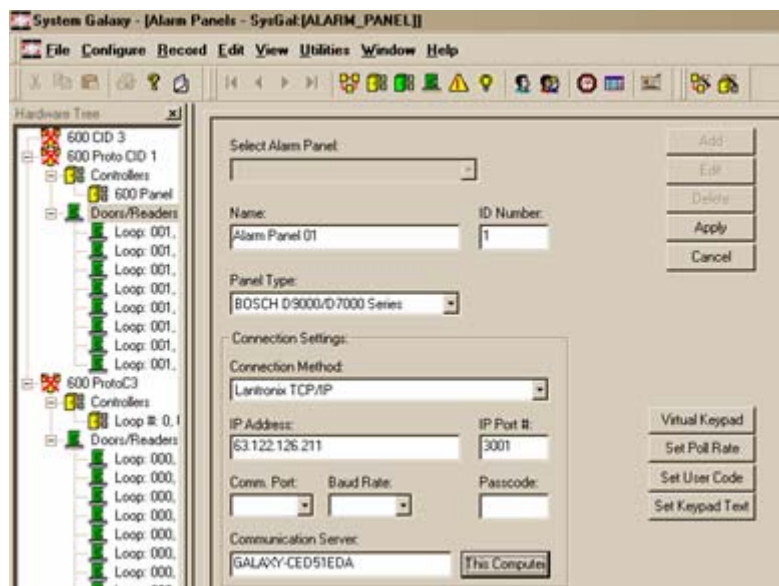 System Galaxy - [Alarm Panels - SysGal:[ALARM_PANEL]]
File Configure Record Edit View Utilities Window Help
Hardware Tree
600 CID 3
600 Proto CID 1
Controllers
600 Panel
Doors/Readers
Loop: 001,
Loop: 001,
Loop: 001,
Loop: 001,
Loop: 001,
Loop: 001,
Loop: 001,
Loop: 001,
600 ProtoC3
Controllers
Loop #: 0,
Doors/Readers
Loop: 000,
Loop: 000,
Loop: 000,
Loop: 000,
Loop: 000,
Loop: 000,
Loop: 000,
Select Alarm Panel:
Name:
ID Number:
Alarm Panel 01
1
Panel Type:
BOSCH D9000/D7000 Series
Connection Settings:
Connection Method:
Lantronix TCP/IP
IP Address:
IP Port #:
63.122.126.211
3001
Comm. Port:
Baud Rate:
Passcode:
Communication Server:
GALAXY-CED51EDA
This Computer
Add
Edit
Delete
Apply
Cancel
Virtual Keypad
Set Poll Rate
Set User Code
Set Keypad Text